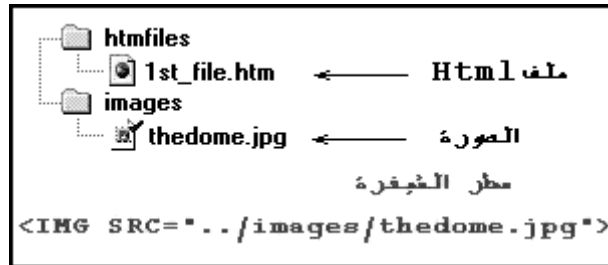 htmfiles
1st_file.htm ملف Html
images
thedome.jpg الصورة
سطر الشيفرة
<IMG SRC="../images/thedome.jpg">